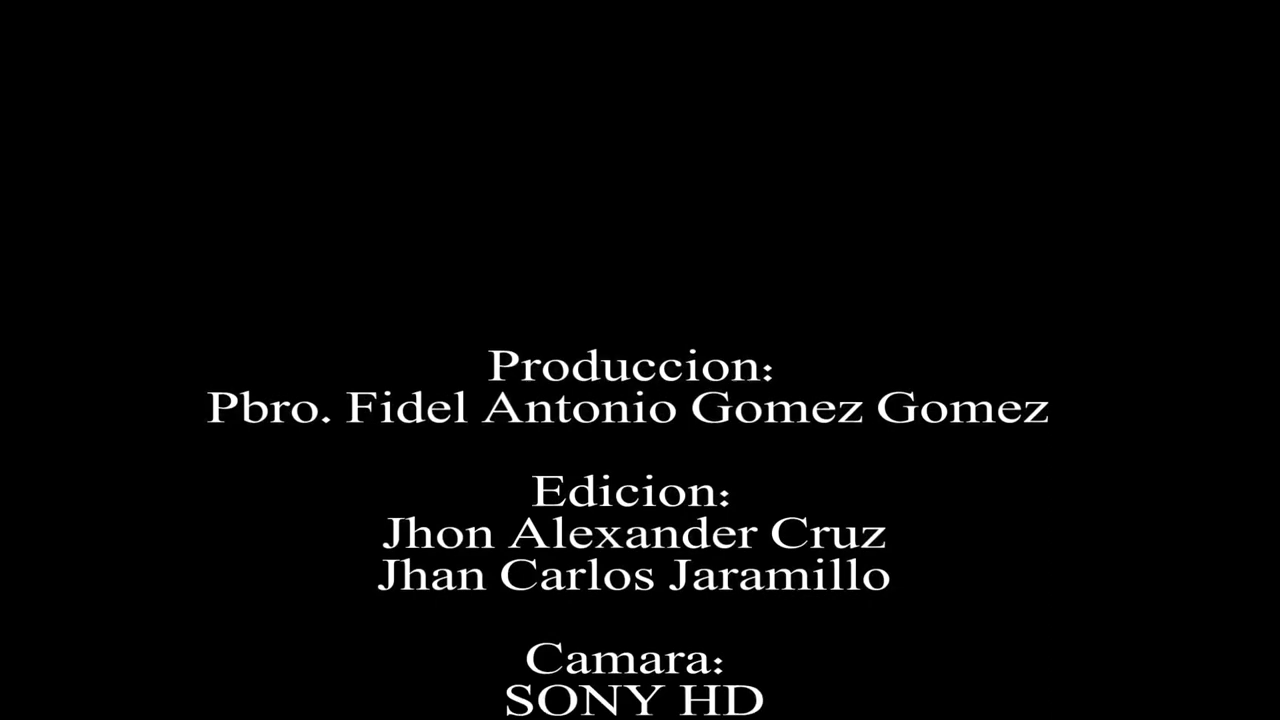 Produccion:
Pbro. Fidel Antonio Gomez Gomez
Edicion:
Jhon Alexander Cruz
Jhan Carlos Jaramillo
Camara:
SONY HD